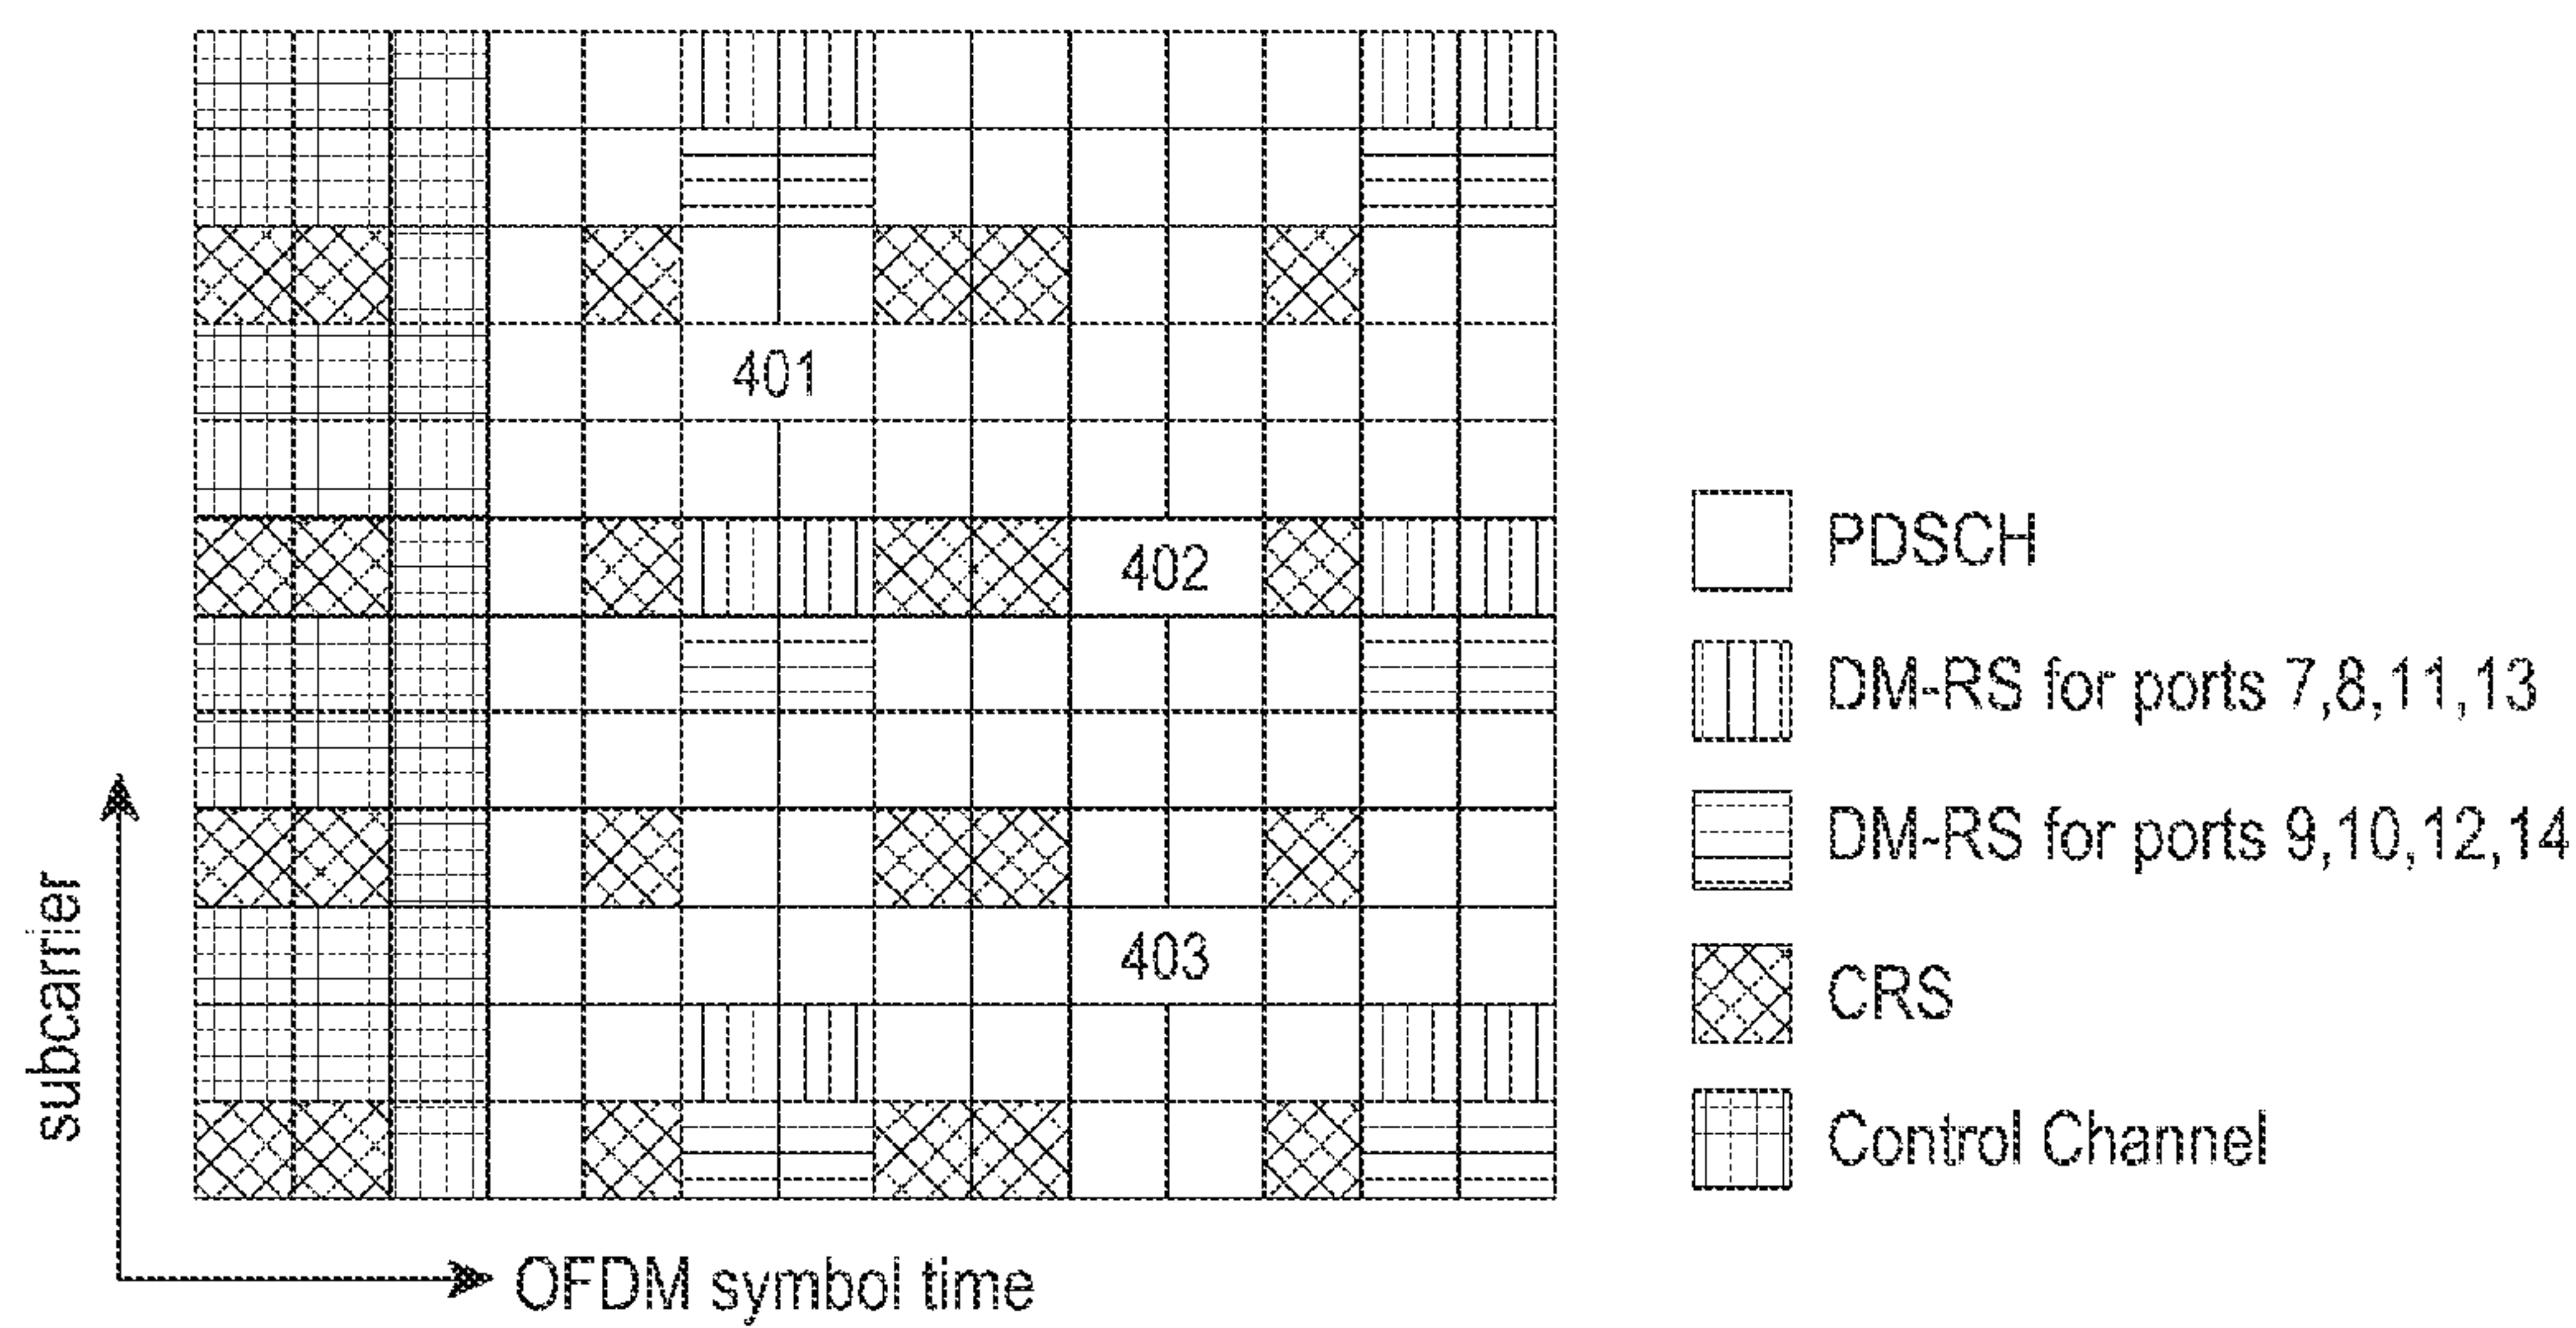 401
402
403
subcarrier
OFDM symbol time
PDSCH
DM-RS for ports 7,8,11,13
DM-RS for ports 9,10,12,14
CRS
Control Channel